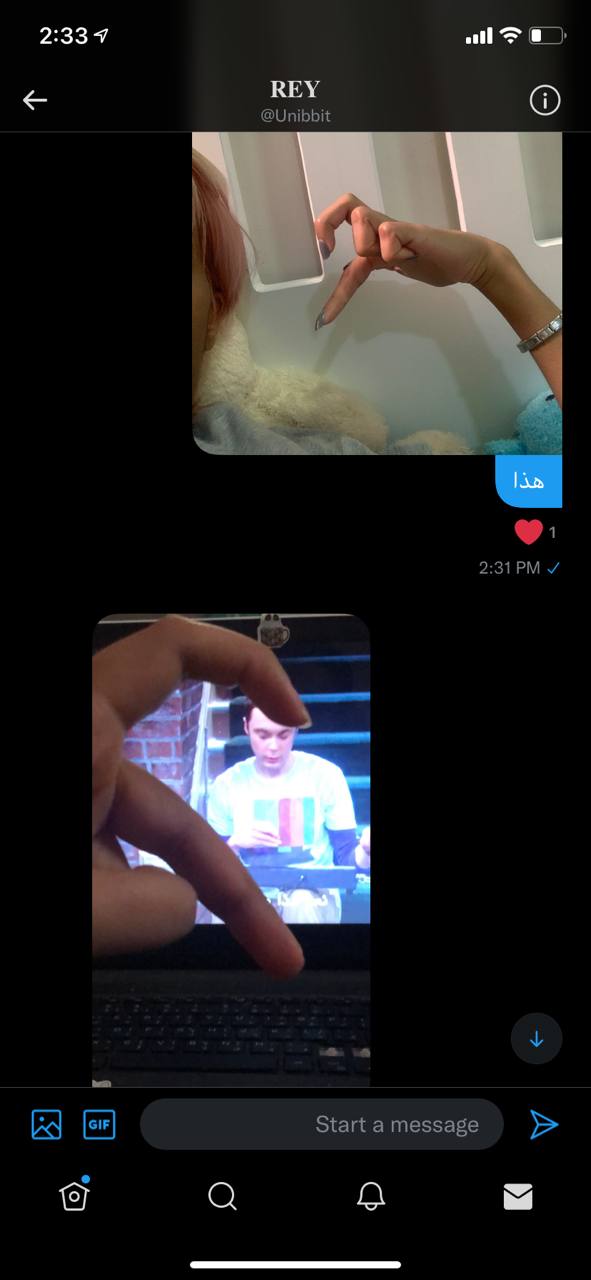 2:33
REY
@Unibbit
هذا
1
2:31 PM
GIF
Start a message